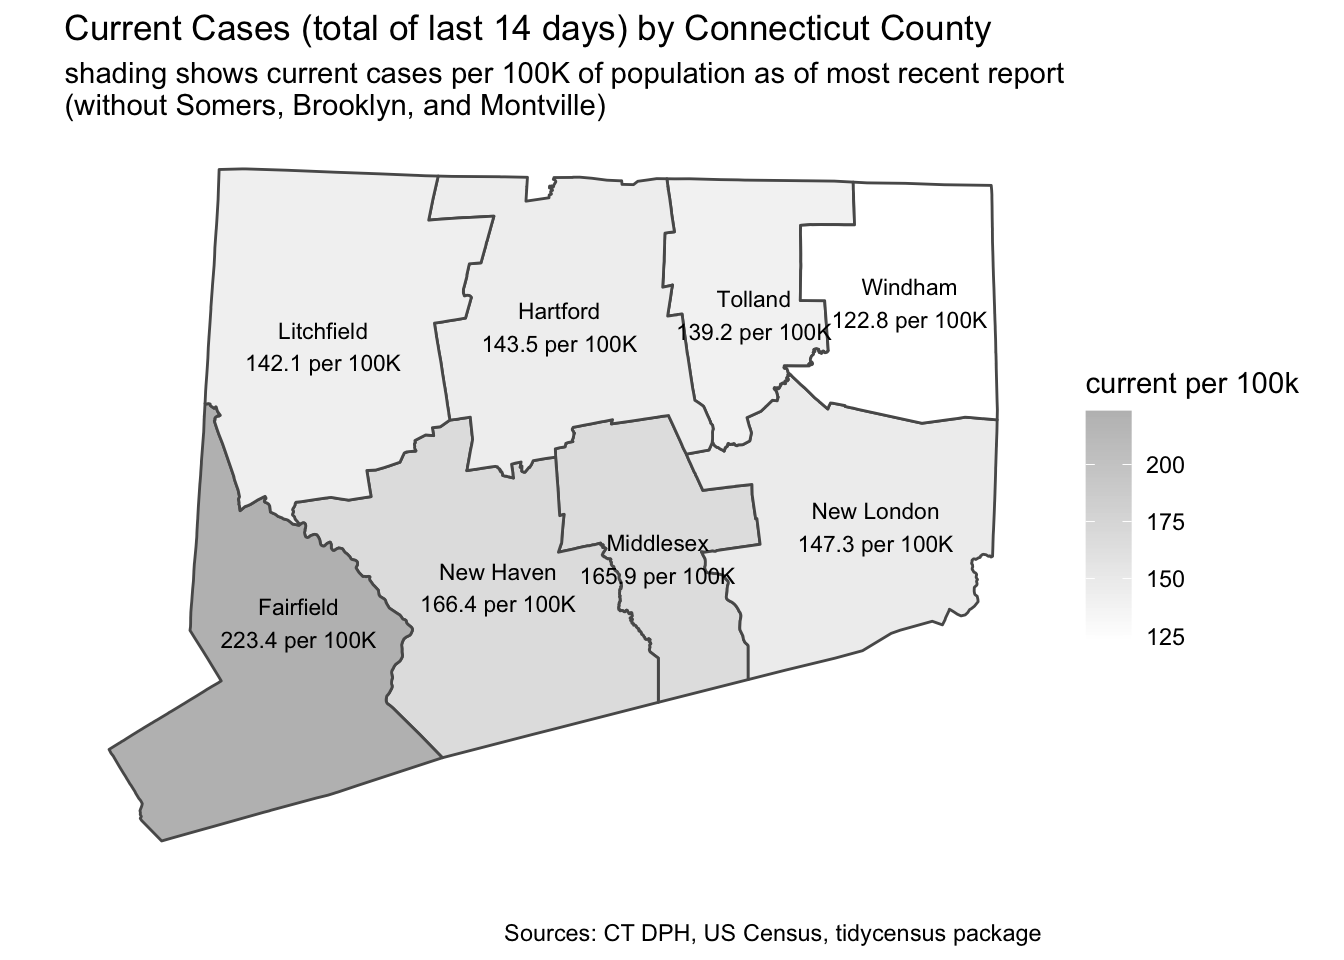 Current Cases (total of last 14 days) by Connecticut County
shading shows current cases per 100K of population as of most recent report
(without Somers, Brooklyn, and Montville)
Litchfield
142.1 per 100K
Hartford
143.5 per 100K
Tolland
139.2 per 100K
Windham
122.8 per 100K
Fairfield
223.4 per 100K
New Haven
166.4 per 100K
Middlesex
165.9 per 100K
New London
147.3 per 100K
current per 100k
200
175
150
125
Sources: CT DPH, US Census, tidycensus package